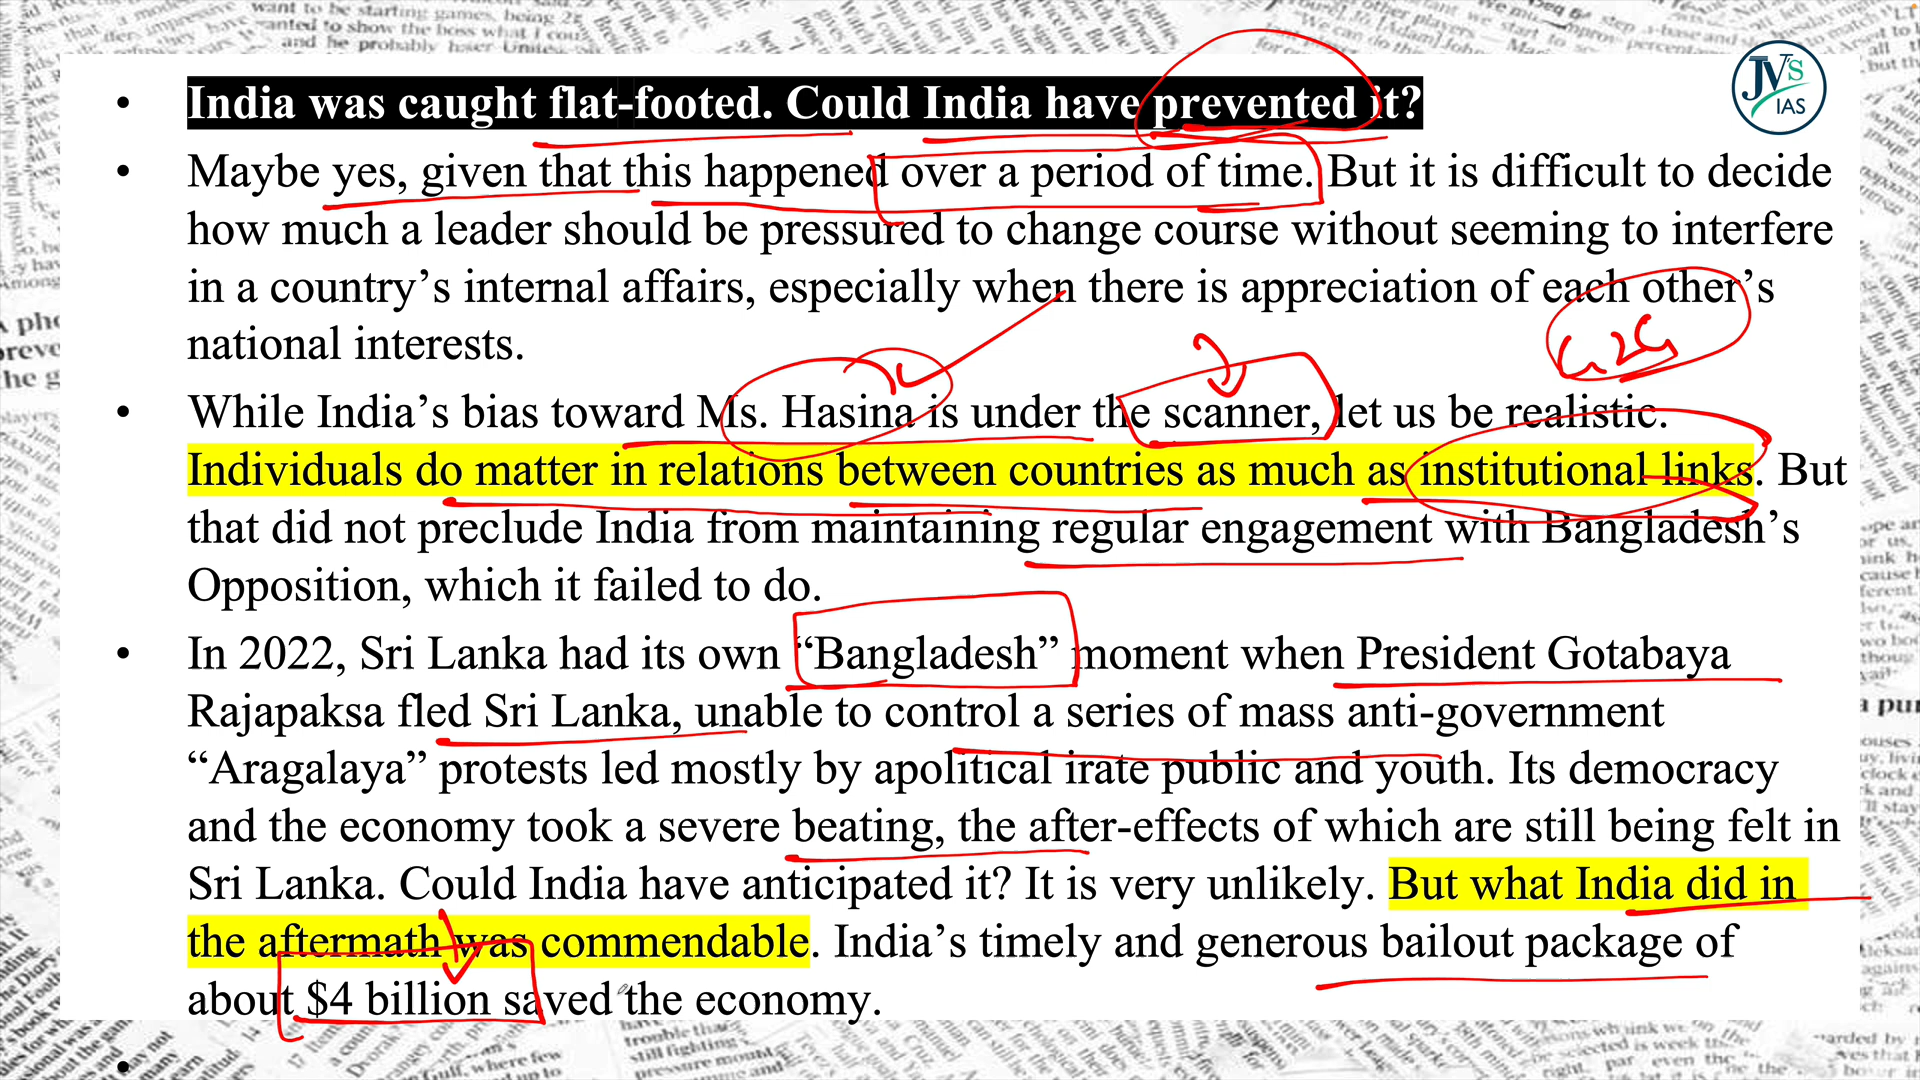 JV'S
IAS
• India was caught flat-footed. Could India have prevented it?
• Maybe yes, given that this happened over a period of time. But it is difficult to decide
how much a leader should be pressured to change course without seeming to interfere
in a country’s internal affairs, especially when there is appreciation of each other’s
national interests.
G2G
• While India’s bias toward Ms. Hasina is under the scanner, let us be realistic.
Individuals do matter in relations between countries as much as institutional links. But
that did not preclude India from maintaining regular engagement with Bangladesh’s
Opposition, which it failed to do.
• In 2022, Sri Lanka had its own “Bangladesh” moment when President Gotabaya
Rajapaksa fled Sri Lanka, unable to control a series of mass anti-government
“Aragalaya” protests led mostly by apolitical irate public and youth. Its democracy
and the economy took a severe beating, the after-effects of which are still being felt in
Sri Lanka. Could India have anticipated it? It is very unlikely. But what India did in
the aftermath was commendable. India’s timely and generous bailout package of
about $4 billion saved the economy.
•